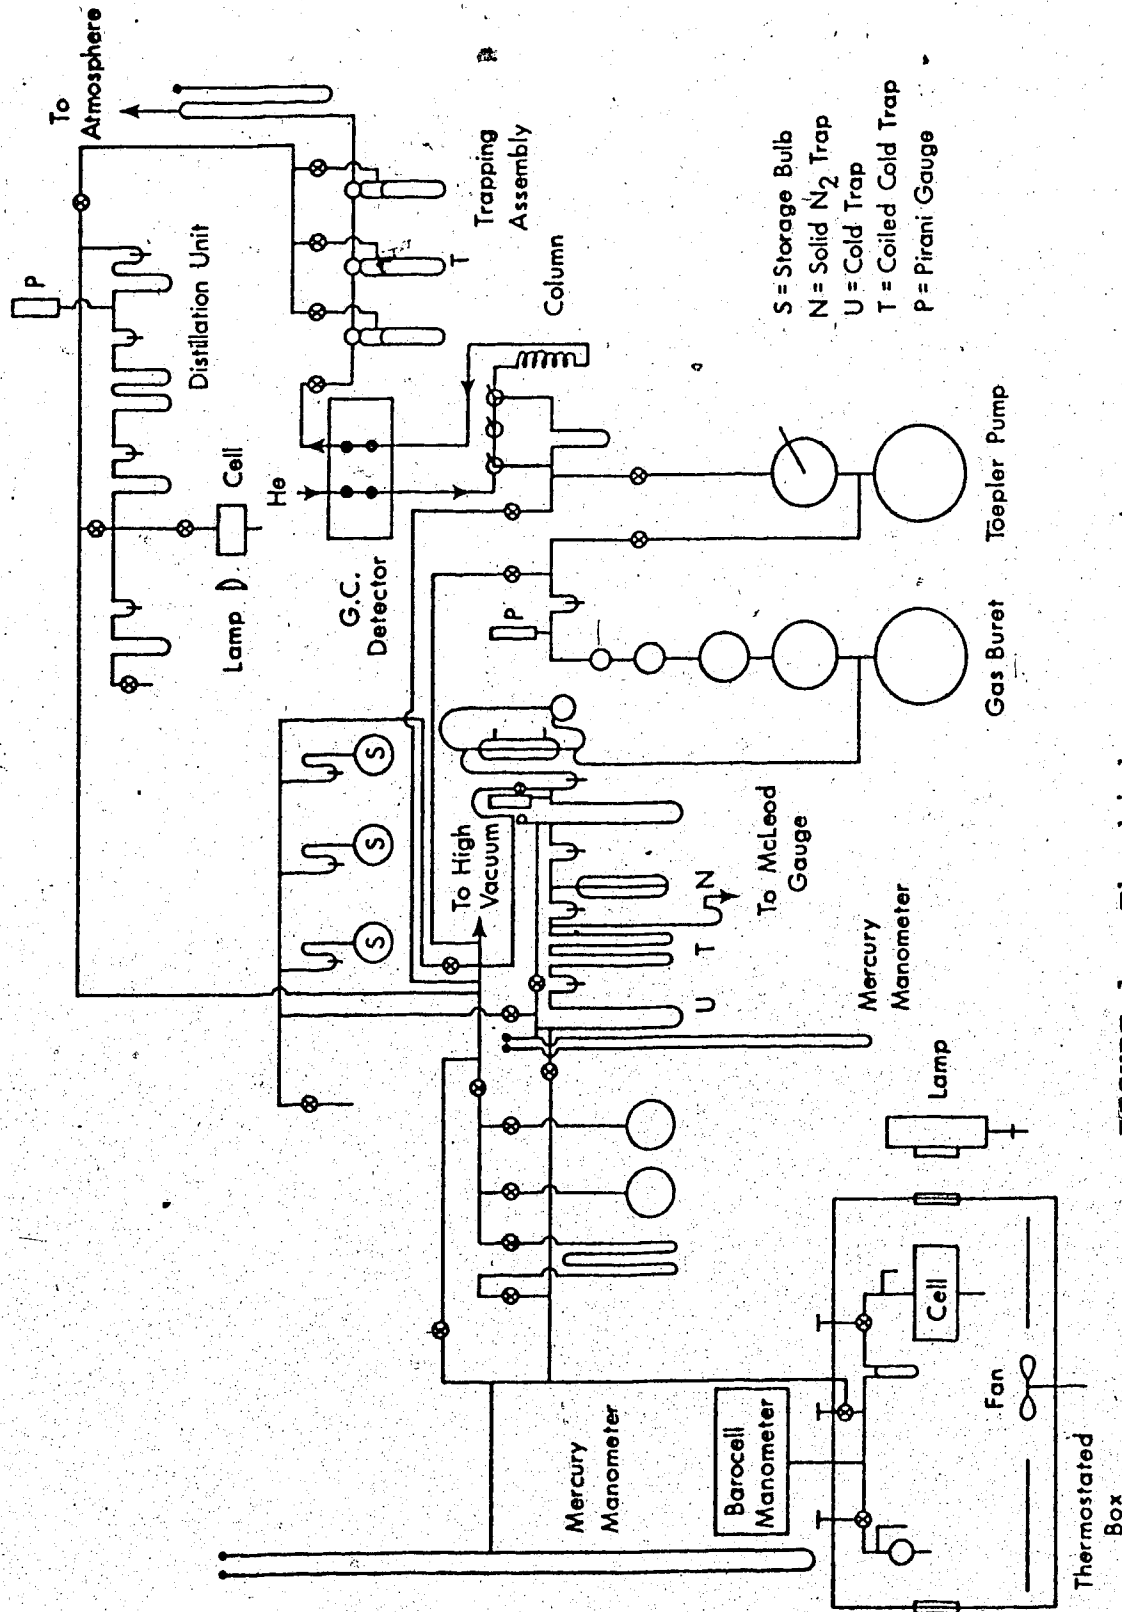 To
Atmosphere
P
Distillation Unit
Trapping
Assembly
T
Column
He
Cell
Lamp
G.C.
Detector
S = Storage Bulb
N = Solid N2 Trap
U = Cold Trap
T = Coiled Cold Trap
P = Pirani Gauge
P
Toepler Pump
Gas Buret
S
S
S
To High
Vacuum
N
To McLeod
Gauge
T
U
Mercury
Manometer
Lamp
Mercury
Manometer
Barocell
Manometer
Cell
Fan
Thermostated
Box